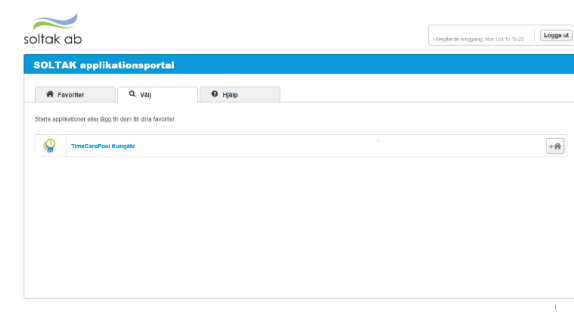 soltak ab
Föregående inloggning: Mon Oct 15 10:22
Logga ut
SOLTAK applikationsportal
Favoriter
Välj
Hjälp
Starta applikationer eller lägg till dem till dina favoriter.
TimeCarePool Kungälv